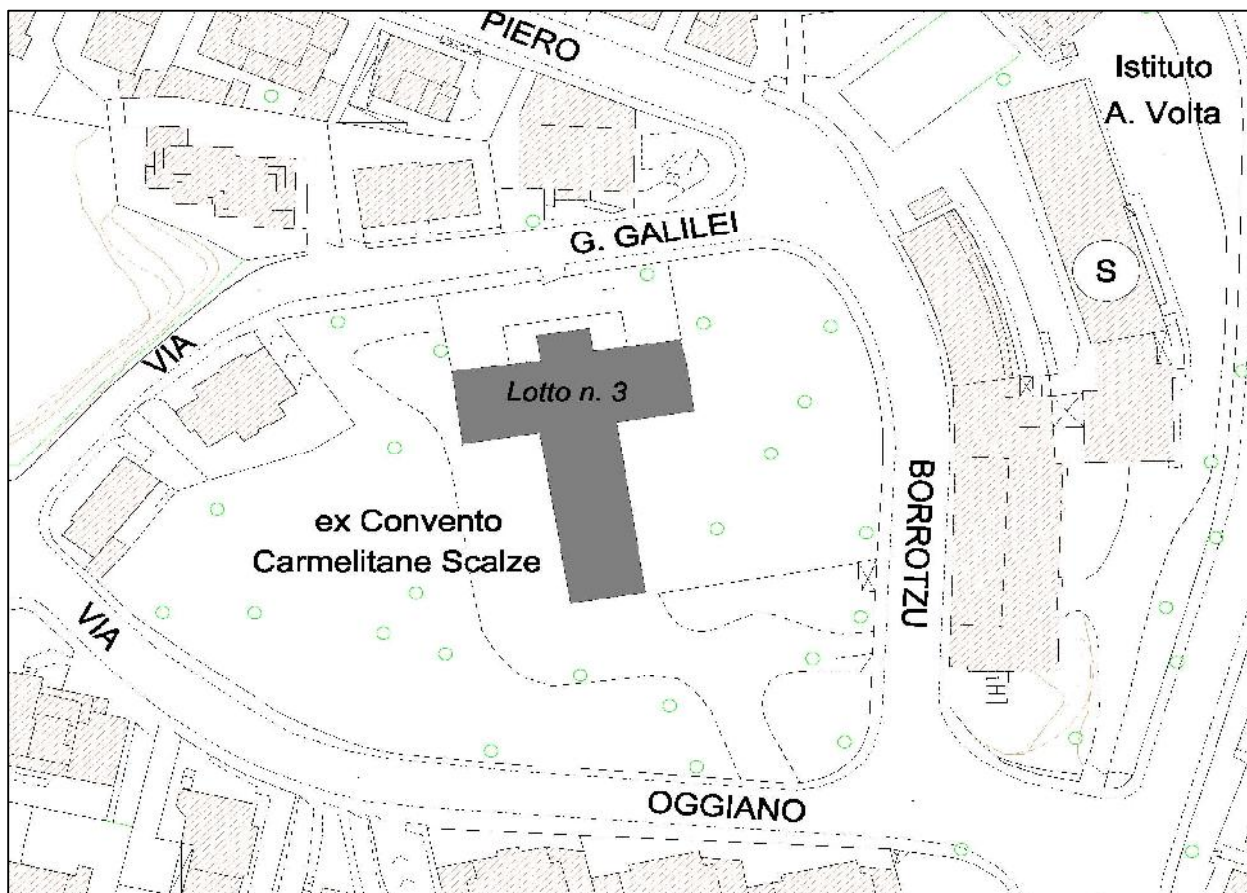 PIERO
Istituto
A. Volta
G. GALILEI
S
VIA
Lotto n. 3
BORROTZU
ex Convento
Carmelitane Scalze
VIA
OGGIANO